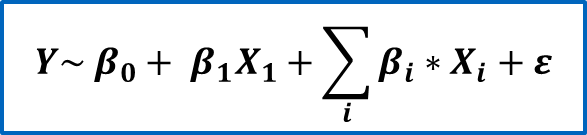 Y~ β₀ + β₁X₁ + ∑ᵢ βᵢ * Xᵢ + ε